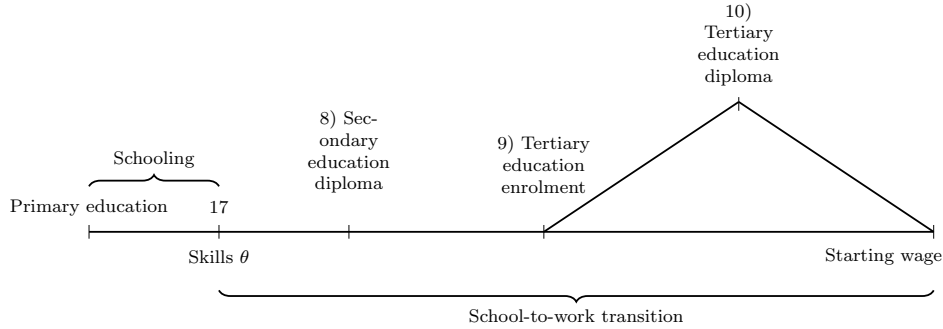 10)
Tertiary
education
diploma
8) Sec-
ondary
education
diploma
9) Tertiary
education
enrolment
Schooling
Primary education
17
Skills θ
Starting wage
School-to-work transition